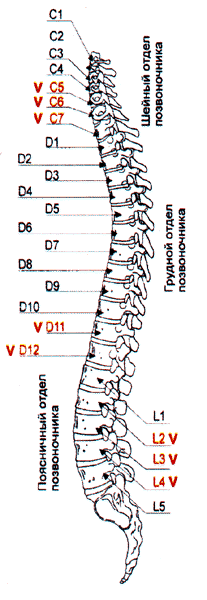 C1
C2
C3
C4
V C5
V C6
V C7
D1
D2
D3
D4
D5
D6
D7
D8
D9
D10
V D11
V D12
L1
L2 V
L3 V
L4 V
L5
Шейный отдел
позвоночника
Грудной отдел
позвоночника
Поясничный отдел
позвоночника